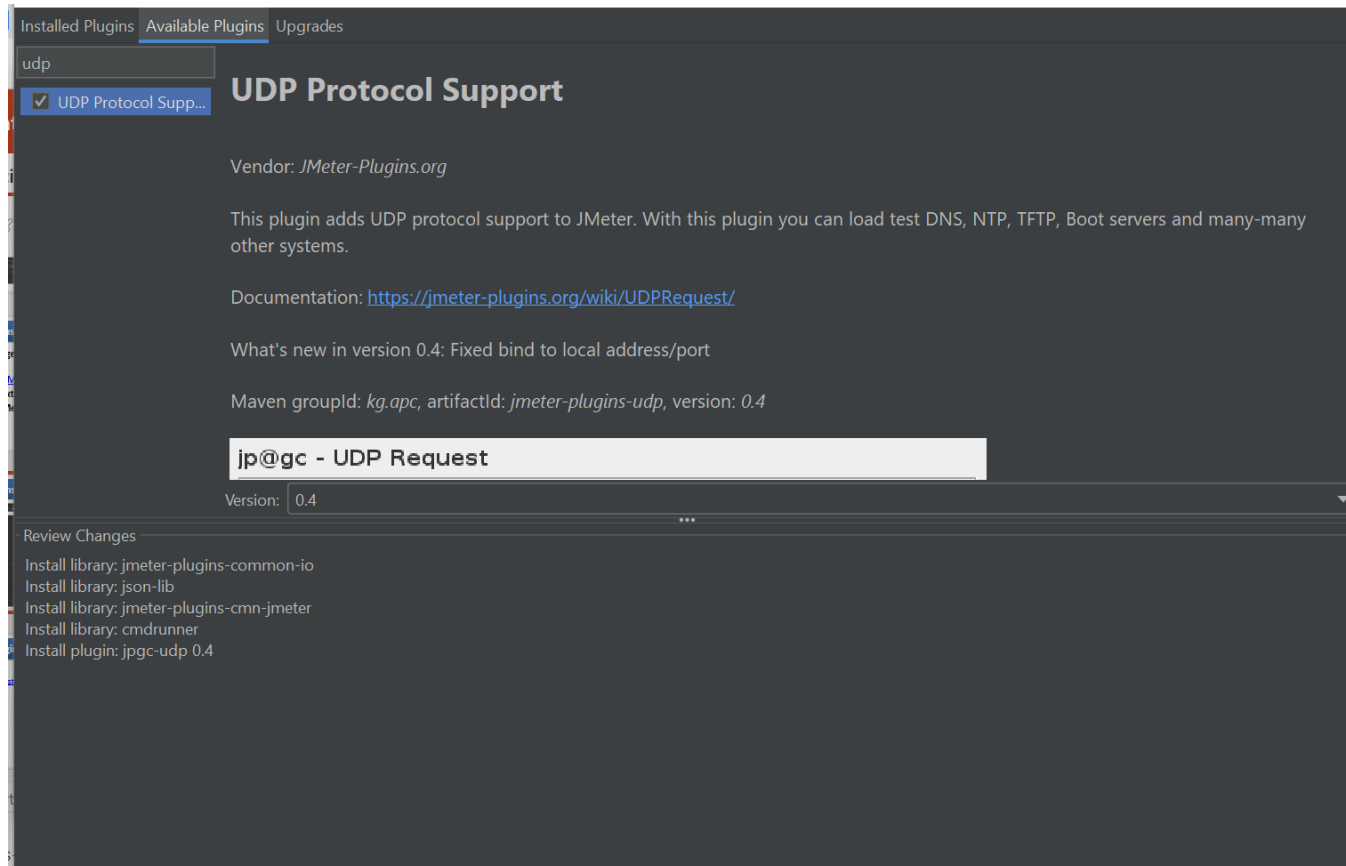 Installed Plugins Available Plugins Upgrades
udp
UDP Protocol Supp...
UDP Protocol Support
Vendor: JMeter-Plugins.org
This plugin adds UDP protocol support to JMeter. With this plugin you can load test DNS, NTP, TFTP, Boot servers and many-many
other systems.
Documentation: https://jmeter-plugins.org/wiki/UDPRequest/
What's new in version 0.4: Fixed bind to local address/port
Maven groupId: kg.apc, artifactId: jmeter-plugins-udp, version: 0.4
jp@gc - UDP Request
Version: 0.4
Review Changes
Install library: jmeter-plugins-common-io
Install library: json-lib
Install library: jmeter-plugins-cmn-jmeter
Install library: cmdrunner
Install plugin: jpgc-udp 0.4